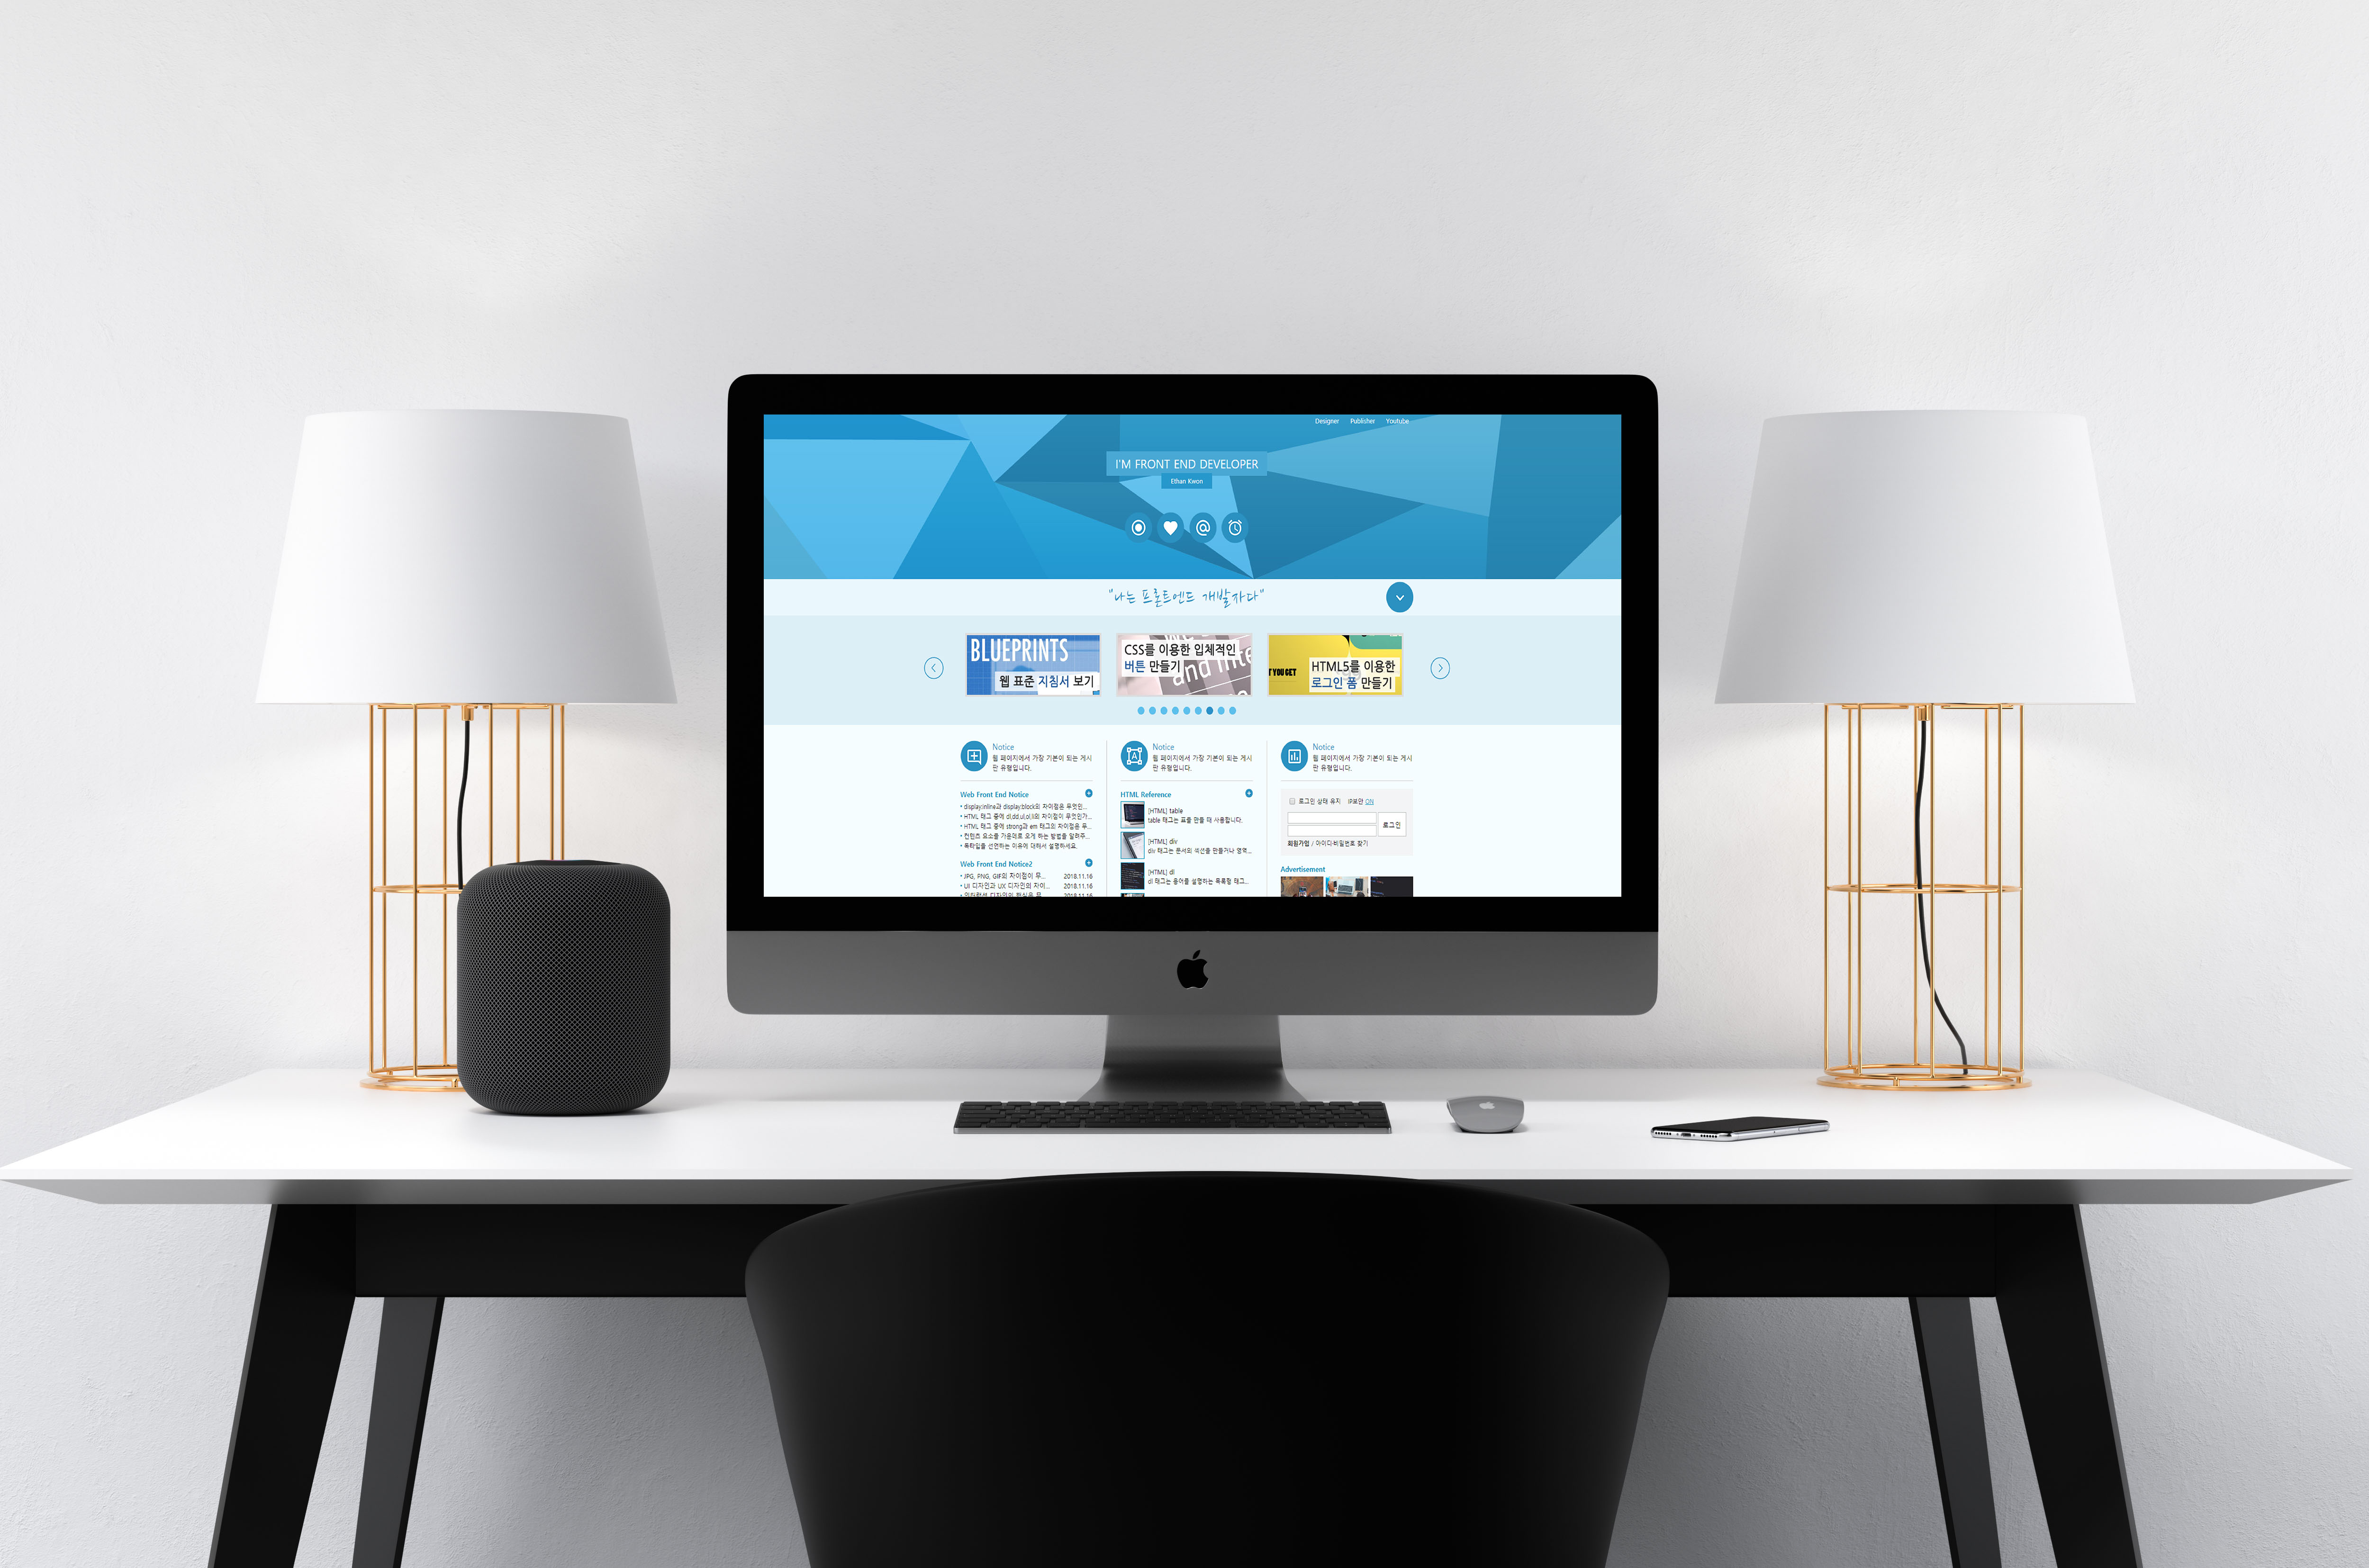 Designer Publisher Youtube
I'M FRONT END DEVELOPER
Ethan Kwon
"나는 프론트엔드 개발자다"
BLUEPRINTS
웹 표준 지침서 보기
CSS를 이용한 입체적인
버튼 만들기
and inte
T YOU GET
HTML5를 이용한
로그인 폼 만들기
Notice
웹 페이지에서 가장 기본이 되는 게시
판 유형입니다.
Web Front End Notice
display:inline과 display:block의 차이점은 무엇인...
HTML 태그 중에 dl,dd,ul,ol,li의 차이점이 무엇인가...
HTML 태그 중에 strong과 em 태그의 차이점은 무...
컨텐츠 요소를 가운데로 오게 하는 방법을 알려주...
독타입을 선언하는 이유에 대해서 설명하세요.
Web Front End Notice2
JPG, PNG, GIF의 차이점이 무... 2018.11.16
UI 디자인과 UX 디자인의 차이... 2018.11.16
Notice
웹 페이지에서 가장 기본이 되는 게시
판 유형입니다.
HTML Reference
[HTML] table
table 태그는 표를 만들 때 사용합니다.
[HTML] div
div 태그는 문서의 섹션을 만들거나 영역...
[HTML] dl
dl 태그는 용어를 설명하는 목록형 태그...
Notice
웹 페이지에서 가장 기본이 되는 게시
판 유형입니다.
로그인 상태 유지 IP보안 ON
로그인
회원가입 / 아이디·비밀번호 찾기
Advertisement